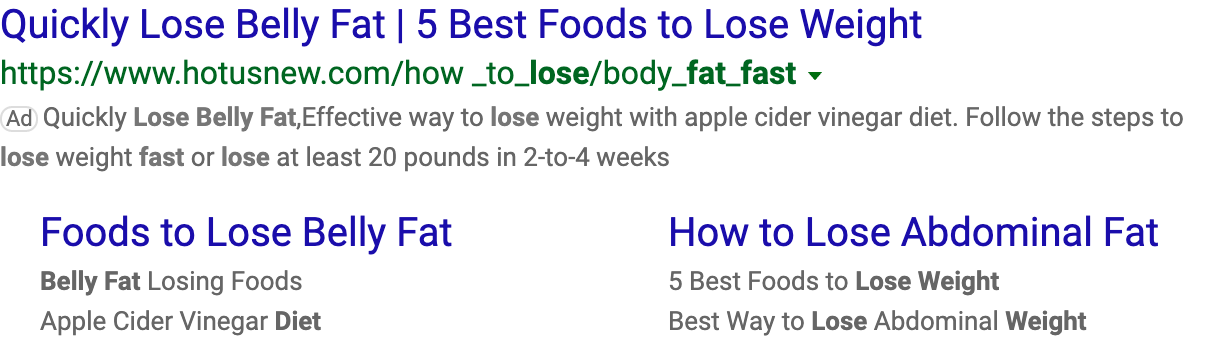 Quickly Lose Belly Fat | 5 Best Foods to Lose Weight
https://www.hotusnew.com/how _to_lose/body_fat_fast
Ad Quickly Lose Belly Fat,Effective way to lose weight with apple cider vinegar diet. Follow the steps to
lose weight fast or lose at least 20 pounds in 2-to-4 weeks
Foods to Lose Belly Fat
Belly Fat Losing Foods
Apple Cider Vinegar Diet
How to Lose Abdominal Fat
5 Best Foods to Lose Weight
Best Way to Lose Abdominal Weight